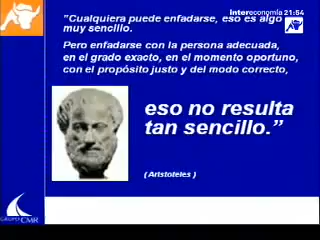 intereconomía 21:54
"Cualquiera puede enfadarse, eso es algo
muy sencillo.
Pero enfadarse con la persona adecuada,
en el grado exacto, en el momento oportuno,
con el propósito justo y del modo correcto,
eso no resulta
tan sencillo."
( Aristoteles )
GRUPO CMR